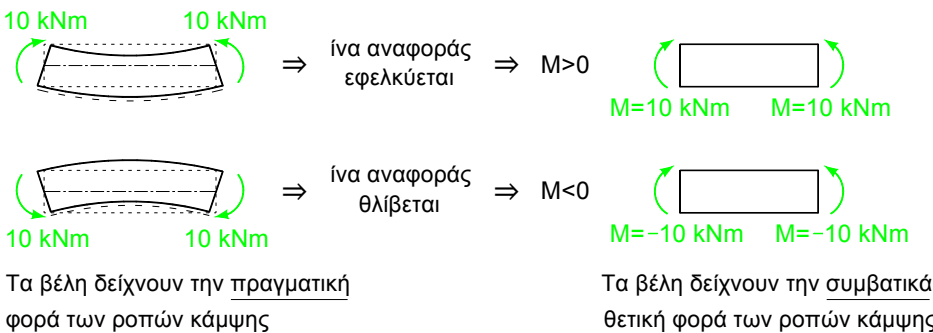 10 kNm 10 kNm
⇒ ίνα αναφοράς εφελκύεται ⇒ M>0
M=10 kNm M=10 kNm
⇒ ίνα αναφοράς θλίβεται ⇒ M<0
10 kNm 10 kNm
M=−10 kNm M=−10 kNm
Τα βέλη δείχνουν την πραγματική
φορά των ροπών κάμψης
Τα βέλη δείχνουν την συμβατικά
θετική φορά των ροπών κάμψης